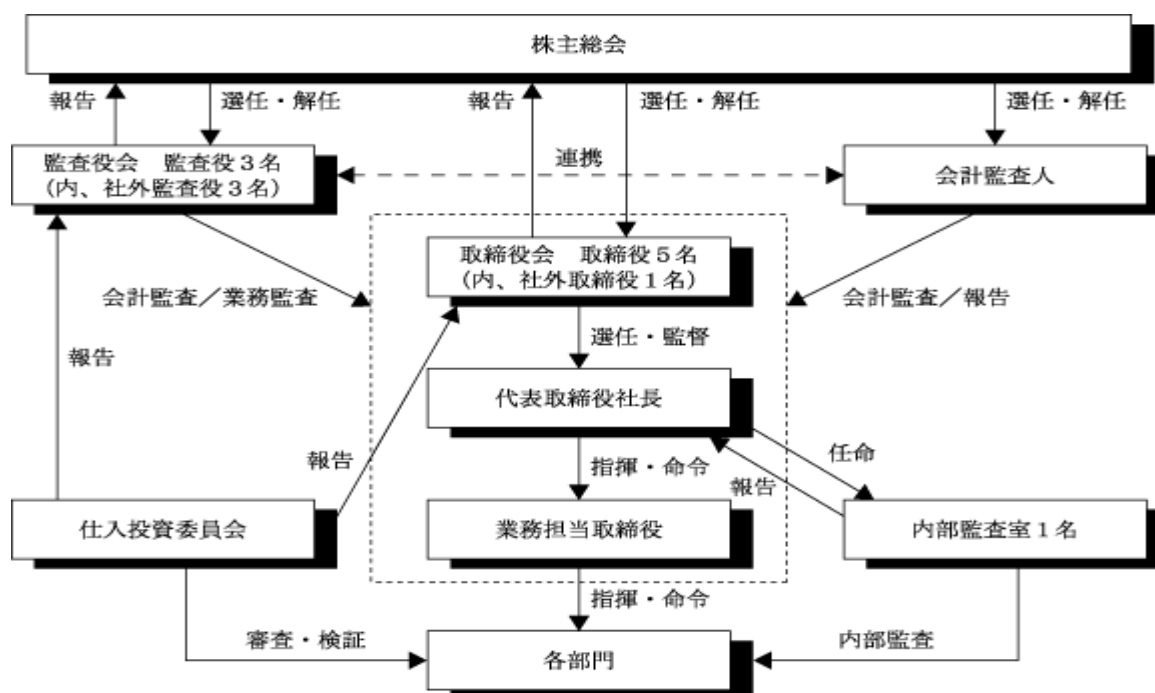 株主総会
報告
選任・解任
報告
選任・解任
選任・解任
監査役会　監査役３名
（内、社外監査役３名）
連携
会計監査人
取締役会　取締役５名
（内、社外取締役１名）
会計監査／業務監査
会計監査／報告
選任・監督
報告
代表取締役社長
任命
報告
指揮・命令
報告
仕入投資委員会
業務担当取締役
内部監査室１名
指揮・命令
審査・検証
内部監査
各部門